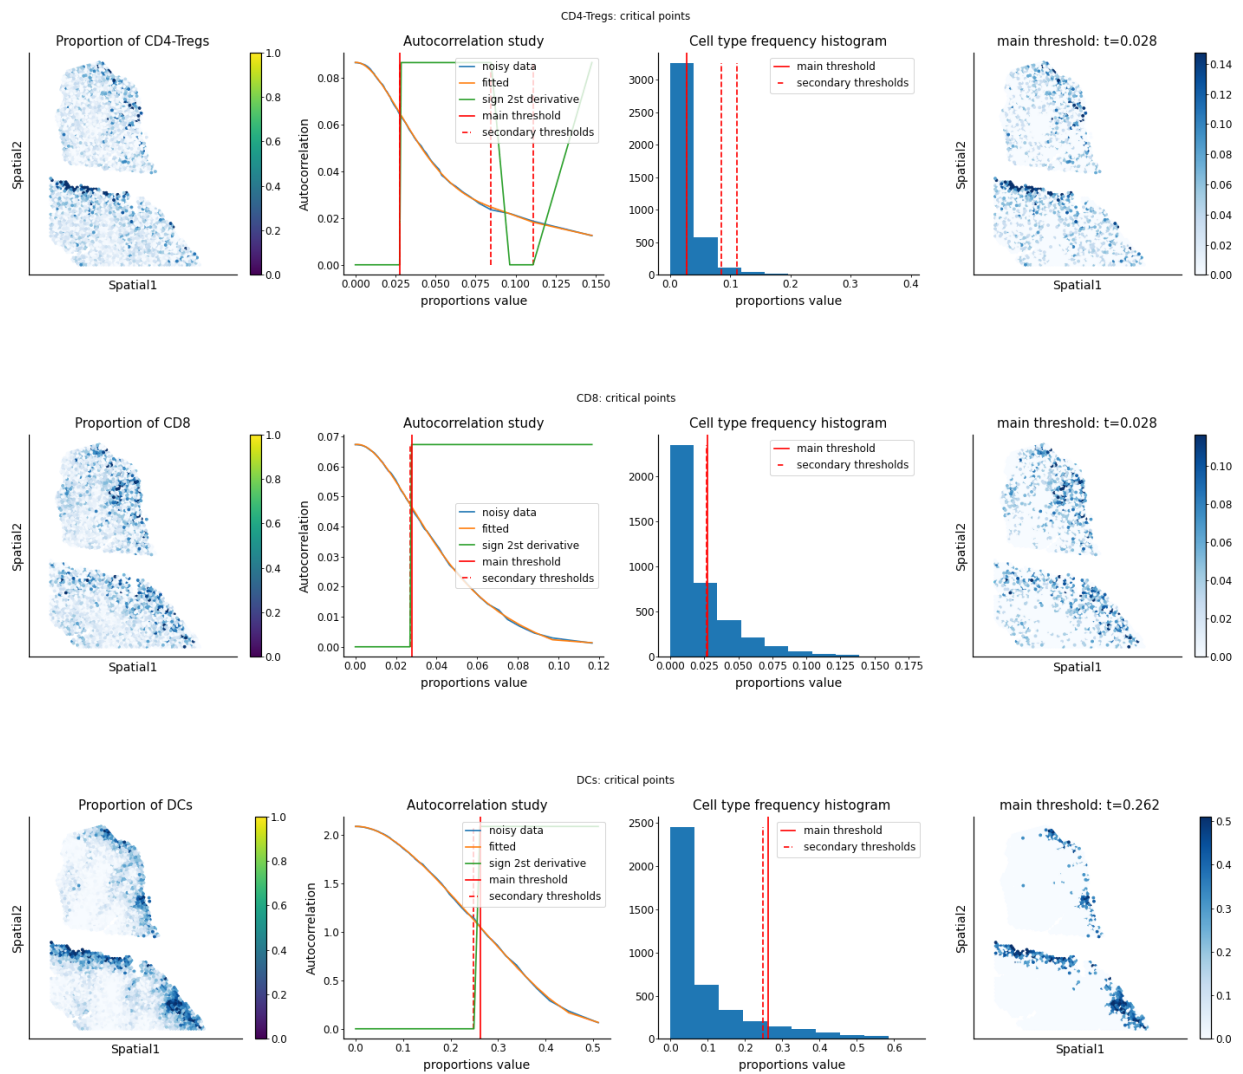 CD4-Tregs: critical points
Proportion of CD4-Tregs
Spatial2
Spatial1
1.0
0.8
0.6
0.4
0.2
0.0
Autocorrelation study
Autocorrelation
0.08
0.06
0.04
0.02
0.00
noisy data
fitted
sign 2st derivative
main threshold
secondary thresholds
0.000 0.025 0.050 0.075 0.100 0.125 0.150
proportions value
Cell type frequency histogram
3000
2500
2000
1500
1000
500
0
main threshold
secondary thresholds
0.0 0.1 0.2 0.3 0.4
proportions value
main threshold: t=0.028
Spatial2
Spatial1
0.14
0.12
0.10
0.08
0.06
0.04
0.02
0.00
CD8: critical points
Proportion of CD8
Spatial2
Spatial1
1.0
0.8
0.6
0.4
0.2
0.0
Autocorrelation study
Autocorrelation
0.07
0.06
0.05
0.04
0.03
0.02
0.01
0.00
noisy data
fitted
sign 2st derivative
main threshold
secondary thresholds
0.00 0.02 0.04 0.06 0.08 0.10 0.12
proportions value
Cell type frequency histogram
2000
1500
1000
500
0
main threshold
secondary thresholds
0.000 0.025 0.050 0.075 0.100 0.125 0.150 0.175
proportions value
main threshold: t=0.028
Spatial2
Spatial1
0.10
0.08
0.06
0.04
0.02
0.00
DCs: critical points
Proportion of DCs
Spatial2
Spatial1
1.0
0.8
0.6
0.4
0.2
0.0
Autocorrelation study
Autocorrelation
2.0
1.5
1.0
0.5
0.0
noisy data
fitted
sign 2st derivative
main threshold
secondary thresholds
0.0 0.1 0.2 0.3 0.4 0.5
proportions value
Cell type frequency histogram
2500
2000
1500
1000
500
0
main threshold
secondary thresholds
0.0 0.1 0.2 0.3 0.4 0.5 0.6
proportions value
main threshold: t=0.262
Spatial2
Spatial1
0.5
0.4
0.3
0.2
0.1
0.0